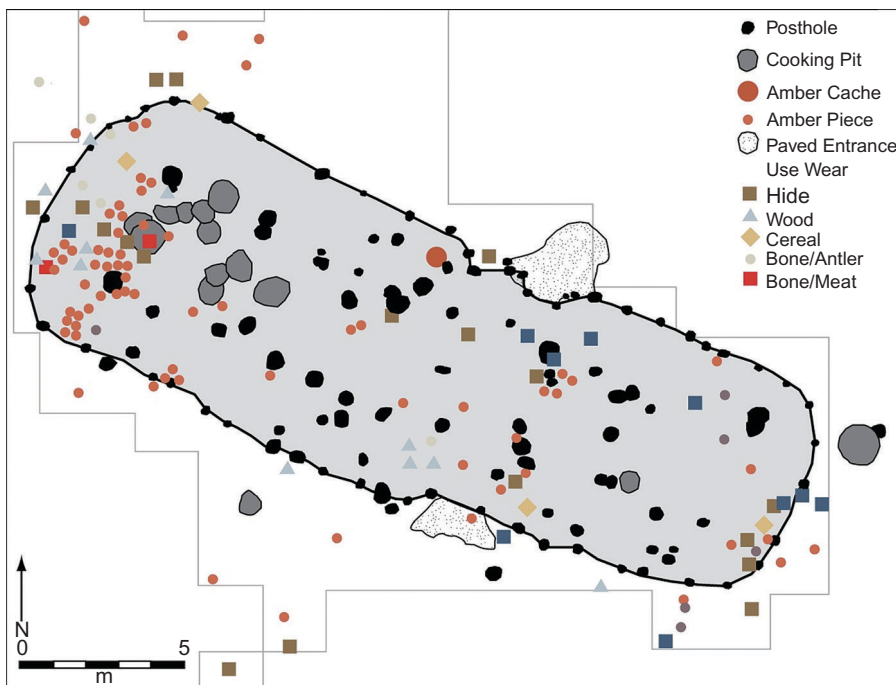 Posthole
Cooking Pit
Amber Cache
Amber Piece
Paved Entrance
Use Wear
Hide
Wood
Cereal
Bone/Antler
Bone/Meat
N
0 5
m